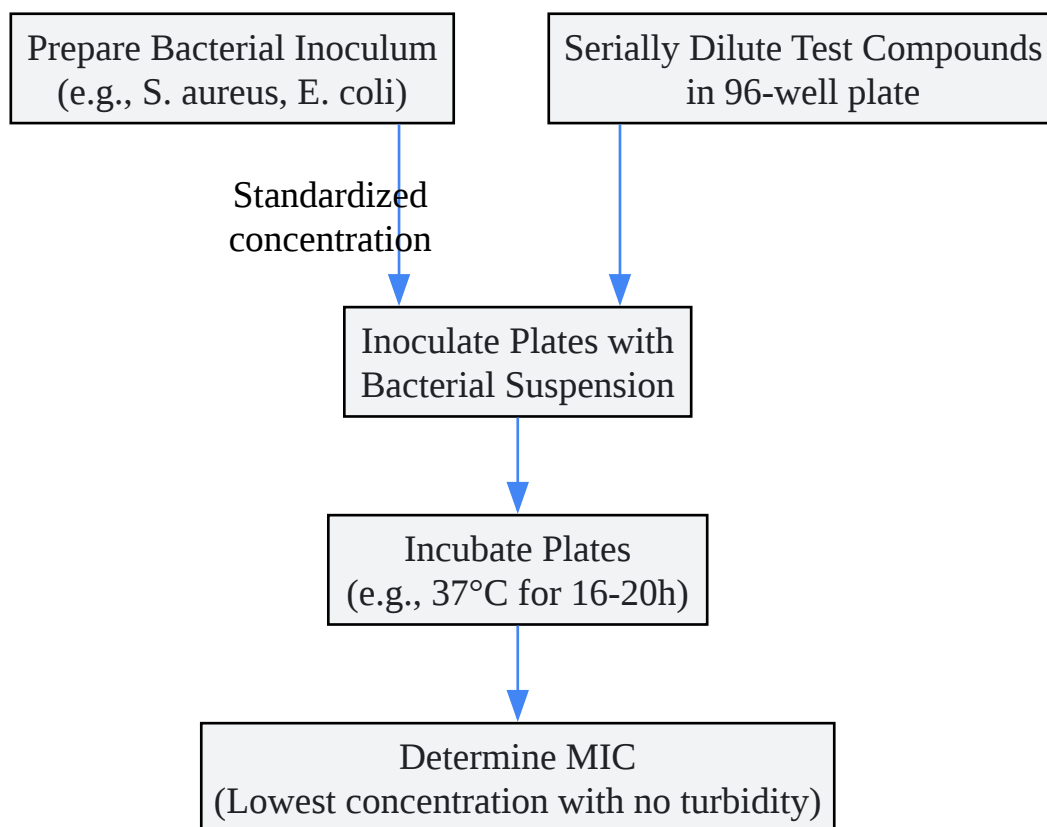 Prepare Bacterial Inoculum
(e.g., S. aureus, E. coli)
Serially Dilute Test Compounds
in 96-well plate
Standardized
concentration
Inoculate Plates with
Bacterial Suspension
Incubate Plates
(e.g., 37°C for 16-20h)
Determine MIC
(Lowest concentration with no turbidity)